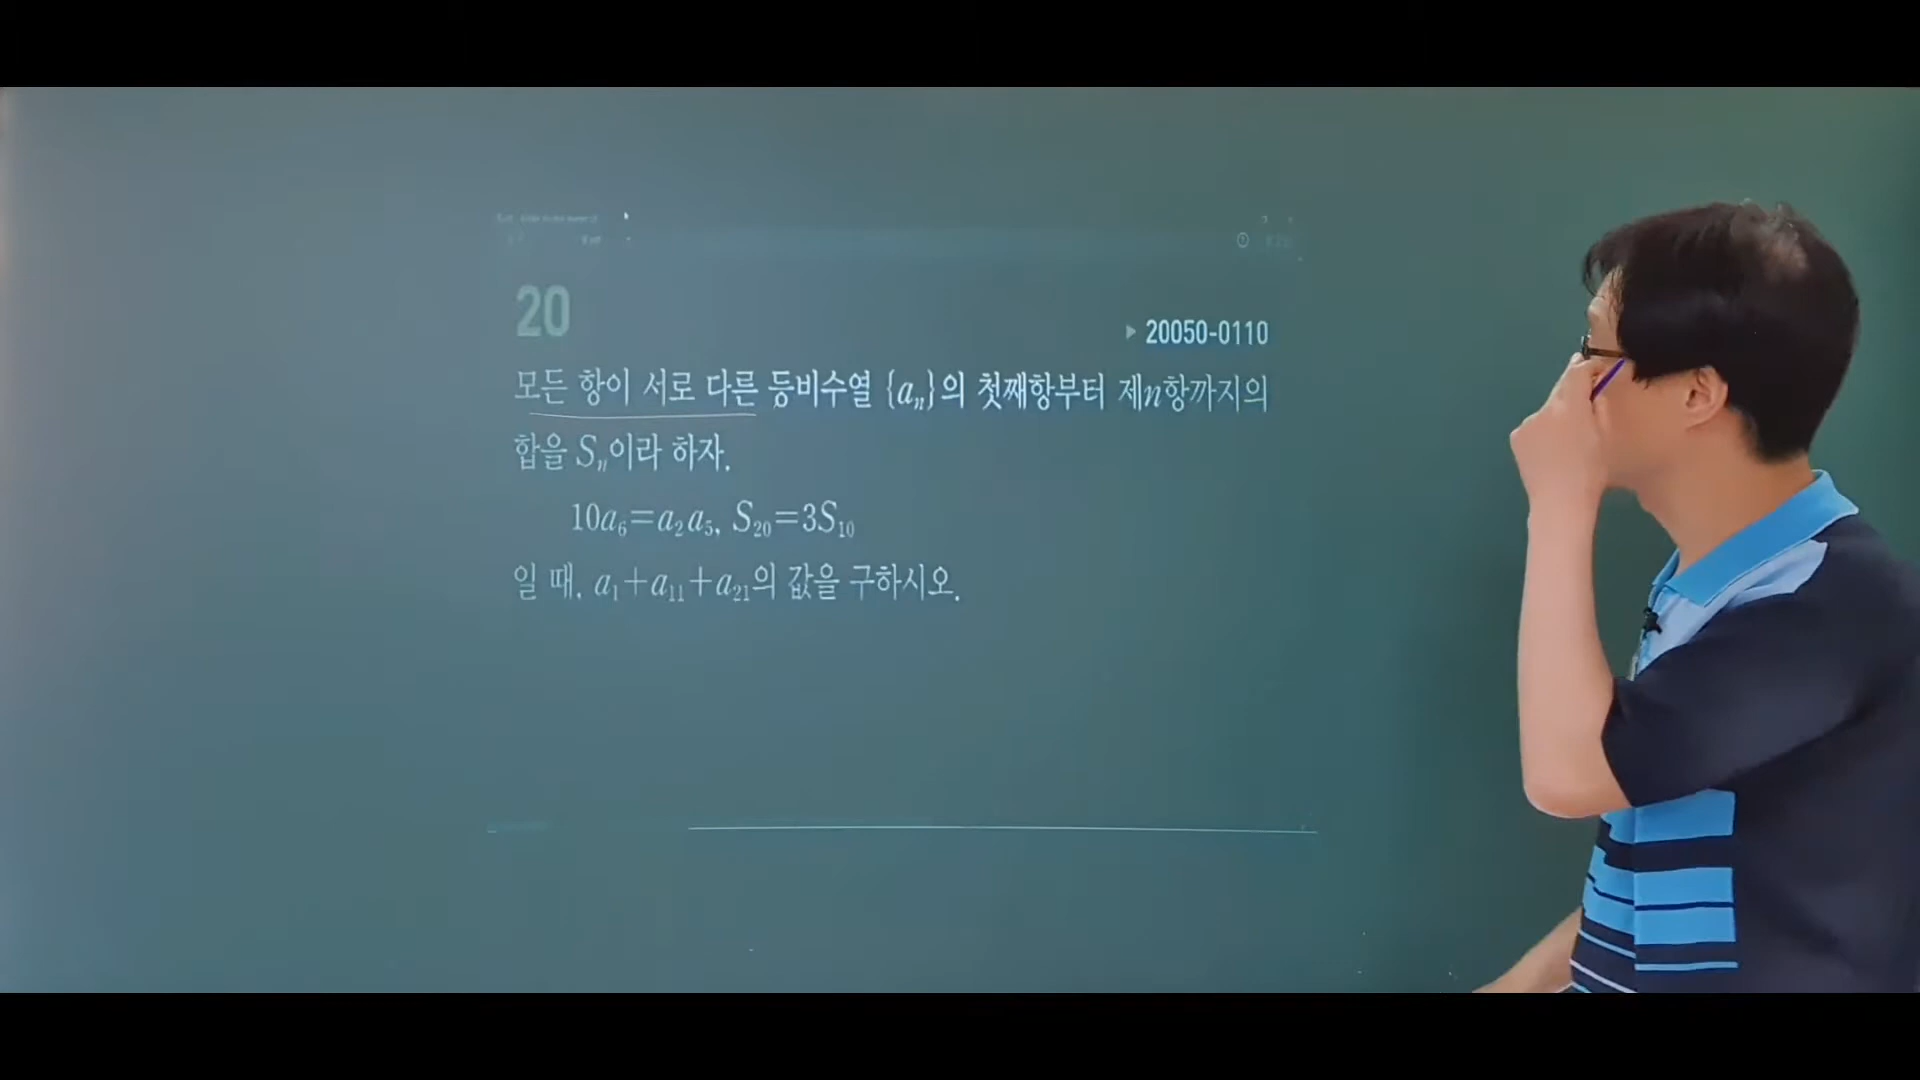 20
▶ 20050-0110
모든 항이 서로 다른 등비수열 {aₙ}의 첫째항부터 제n항까지의
합을 Sₙ이라 하자.
10a₆=a₂a₅, S₂₀=3S₁₀
일 때, a₁+a₁₁+a₂₁의 값을 구하시오.